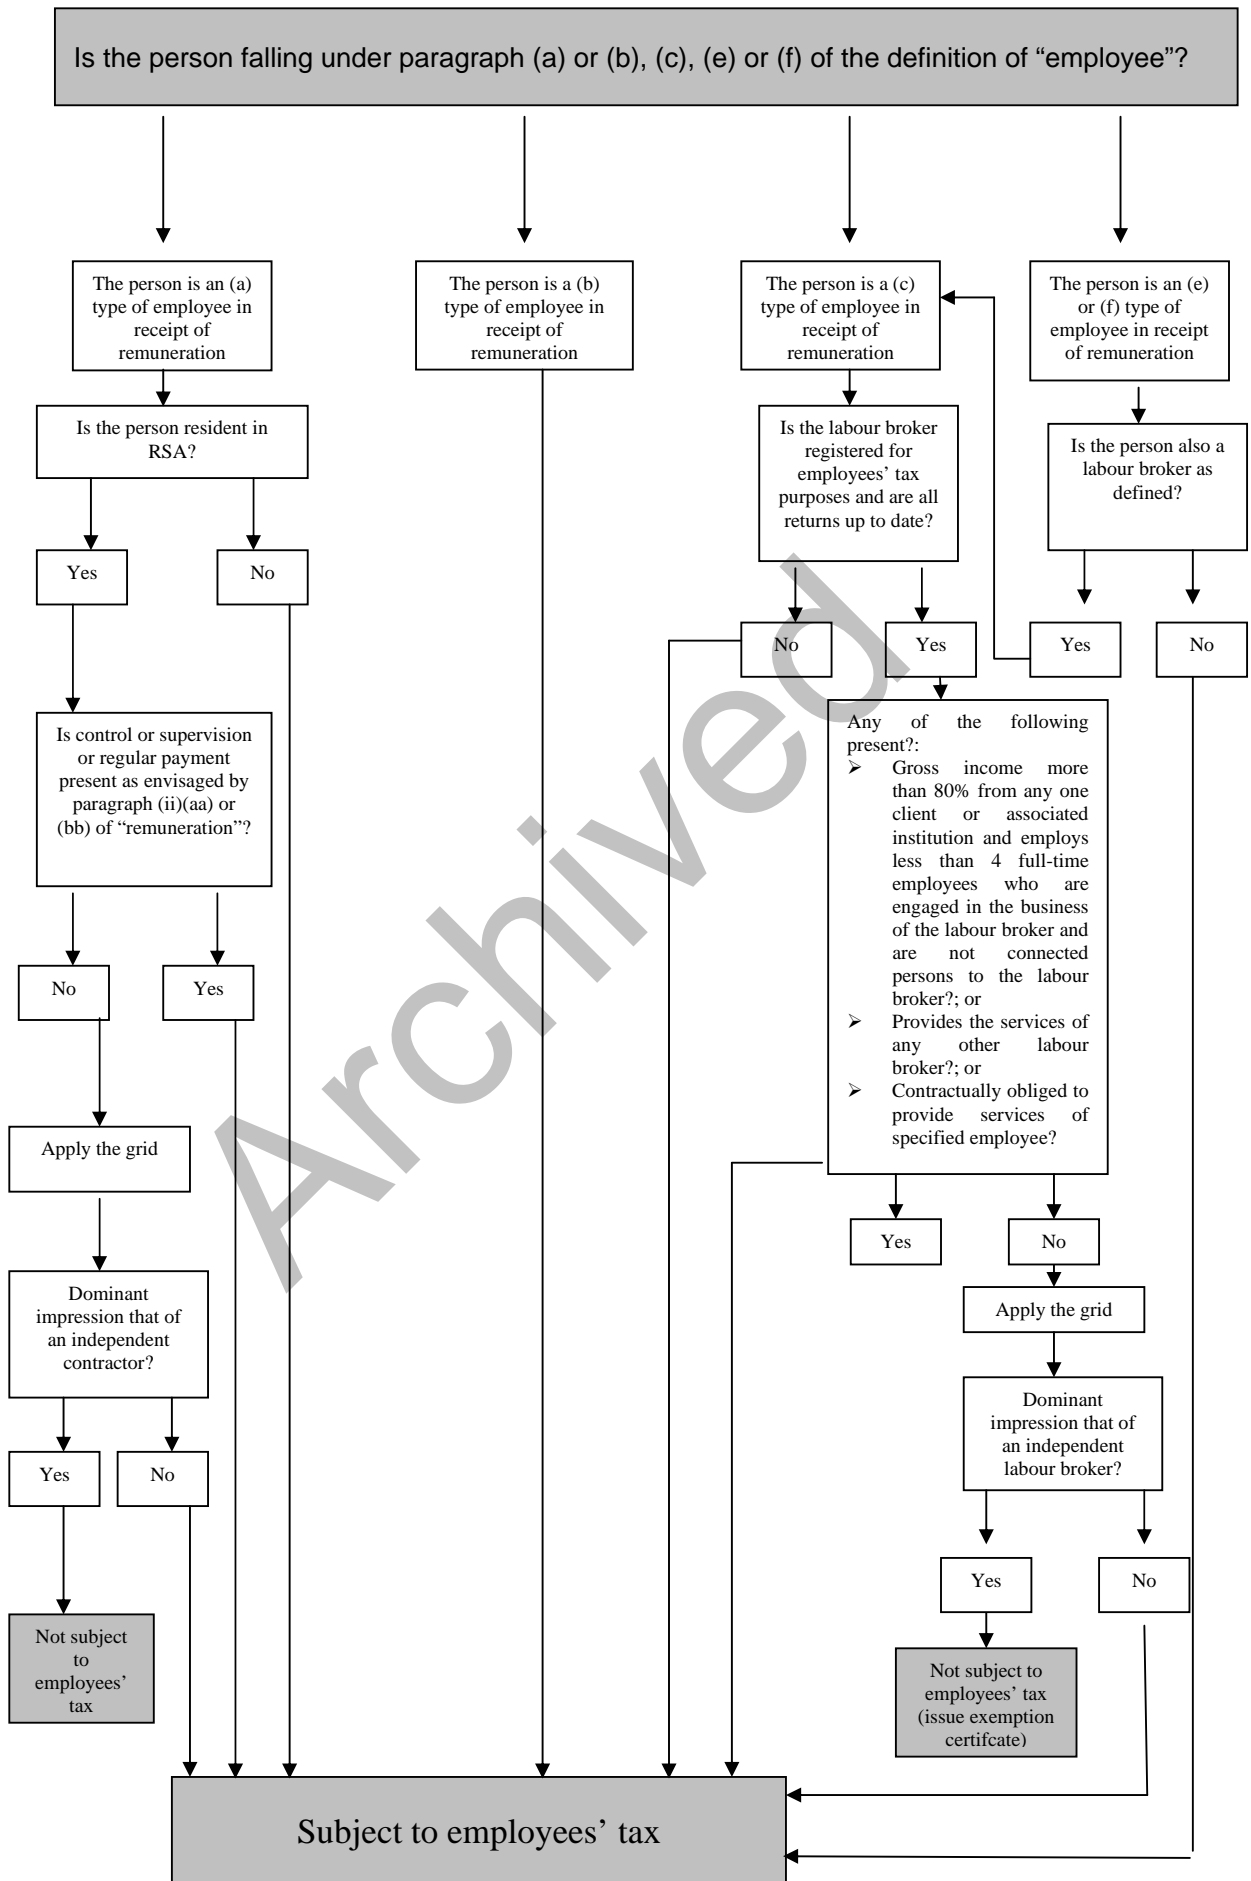 Is the person falling under paragraph (a) or (b), (c), (e) or (f) of the definition of “employee”?
The person is an (a)
type of employee in
receipt of
remuneration
The person is a (b)
type of employee in
receipt of
remuneration
The person is a (c)
type of employee in
receipt of
remuneration
The person is an (e)
or (f) type of
employee in receipt
of remuneration
Is the person resident in
RSA?
Is the labour broker
registered for
employees’ tax
purposes and are all
returns up to date?
Is the person also a
labour broker as
defined?
Yes
No
No
Yes
Yes
No
Is control or supervision
or regular payment
present as envisaged by
paragraph (ii)(aa) or
(bb) of “remuneration”?
Any of the following
present?:
➢ Gross income more
than 80% from any one
client or associated
institution and employs
less than 4 full-time
employees who are
engaged in the business
of the labour broker and
are not connected
persons to the labour
broker?; or
➢ Provides the services of
any other labour
broker?; or
➢ Contractually obliged to
provide services of
specified employee?
No
Yes
Apply the grid
Yes
No
Dominant
impression that of
an independent
contractor?
Apply the grid
Dominant
impression that of
an independent
labour broker?
Yes
No
Yes
No
Not subject
to
employees’
tax
Not subject to
employees’ tax
(issue exemption
certifcate)
Subject to employees’ tax
Archived